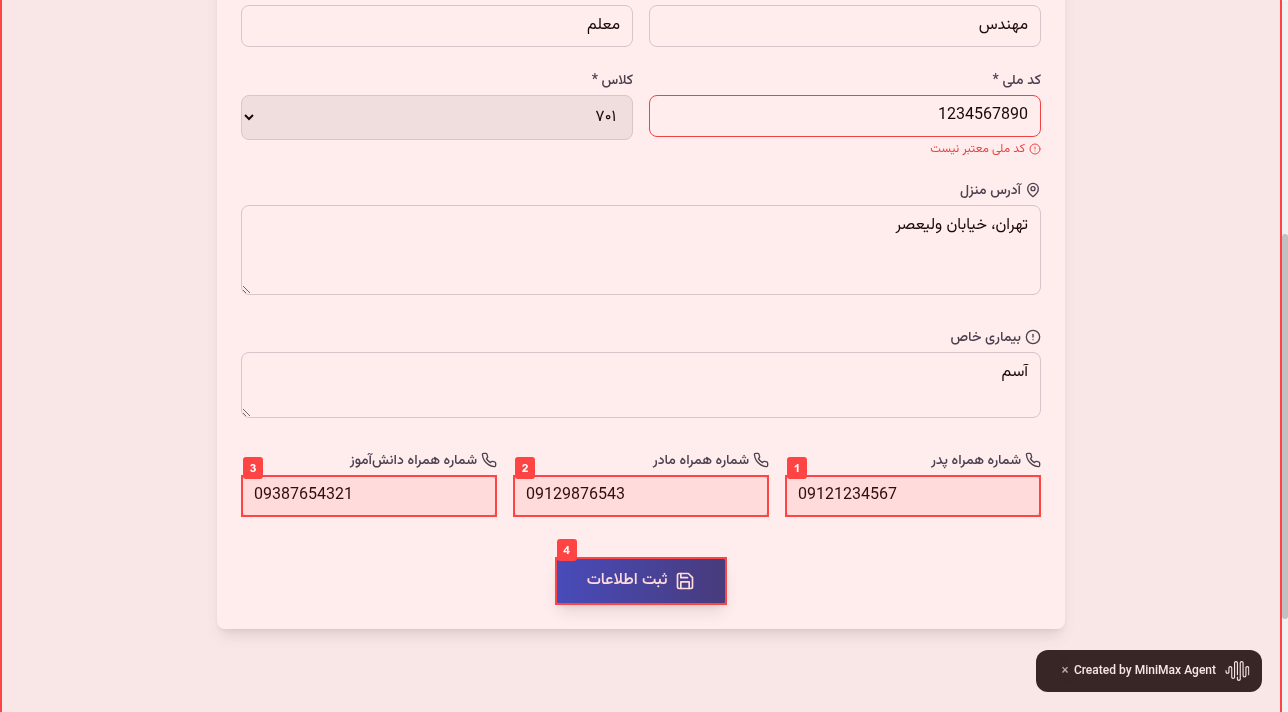 مهندس
معلم
کد ملی *
کلاس *
1234567890
۷۰۱
کد ملی معتبر نیست
آدرس منزل
تهران، خیابان ولیعصر
بیماری خاص
آسم
شماره همراه پدر
شماره همراه مادر
شماره همراه دانش‌آموز
1
2
3
09121234567
09129876543
09387654321
4
ثبت اطلاعات
× Created by MiniMax Agent